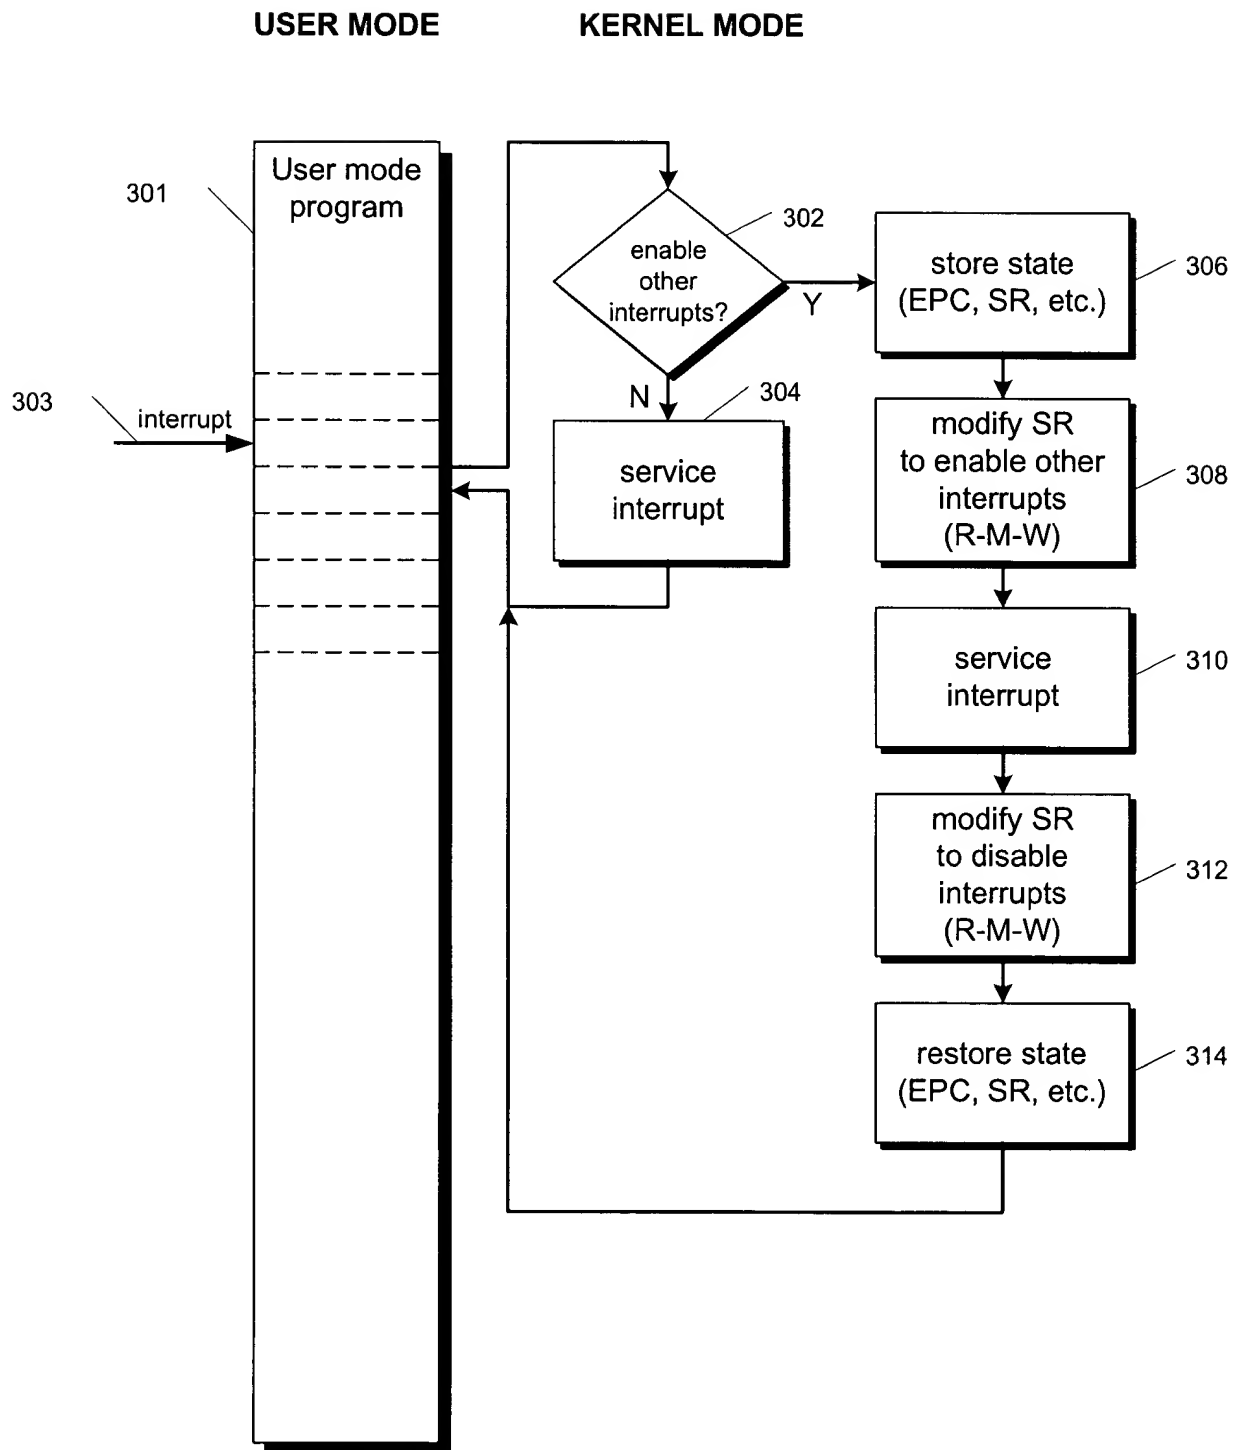 USER MODE
KERNEL MODE
User mode
program
301
303
interrupt
enable
other
interrupts?
302
Y
N
304
service
interrupt
store state
(EPC, SR, etc.)
306
modify SR
to enable other
interrupts
(R-M-W)
308
service
interrupt
310
modify SR
to disable
interrupts
(R-M-W)
312
restore state
(EPC, SR, etc.)
314